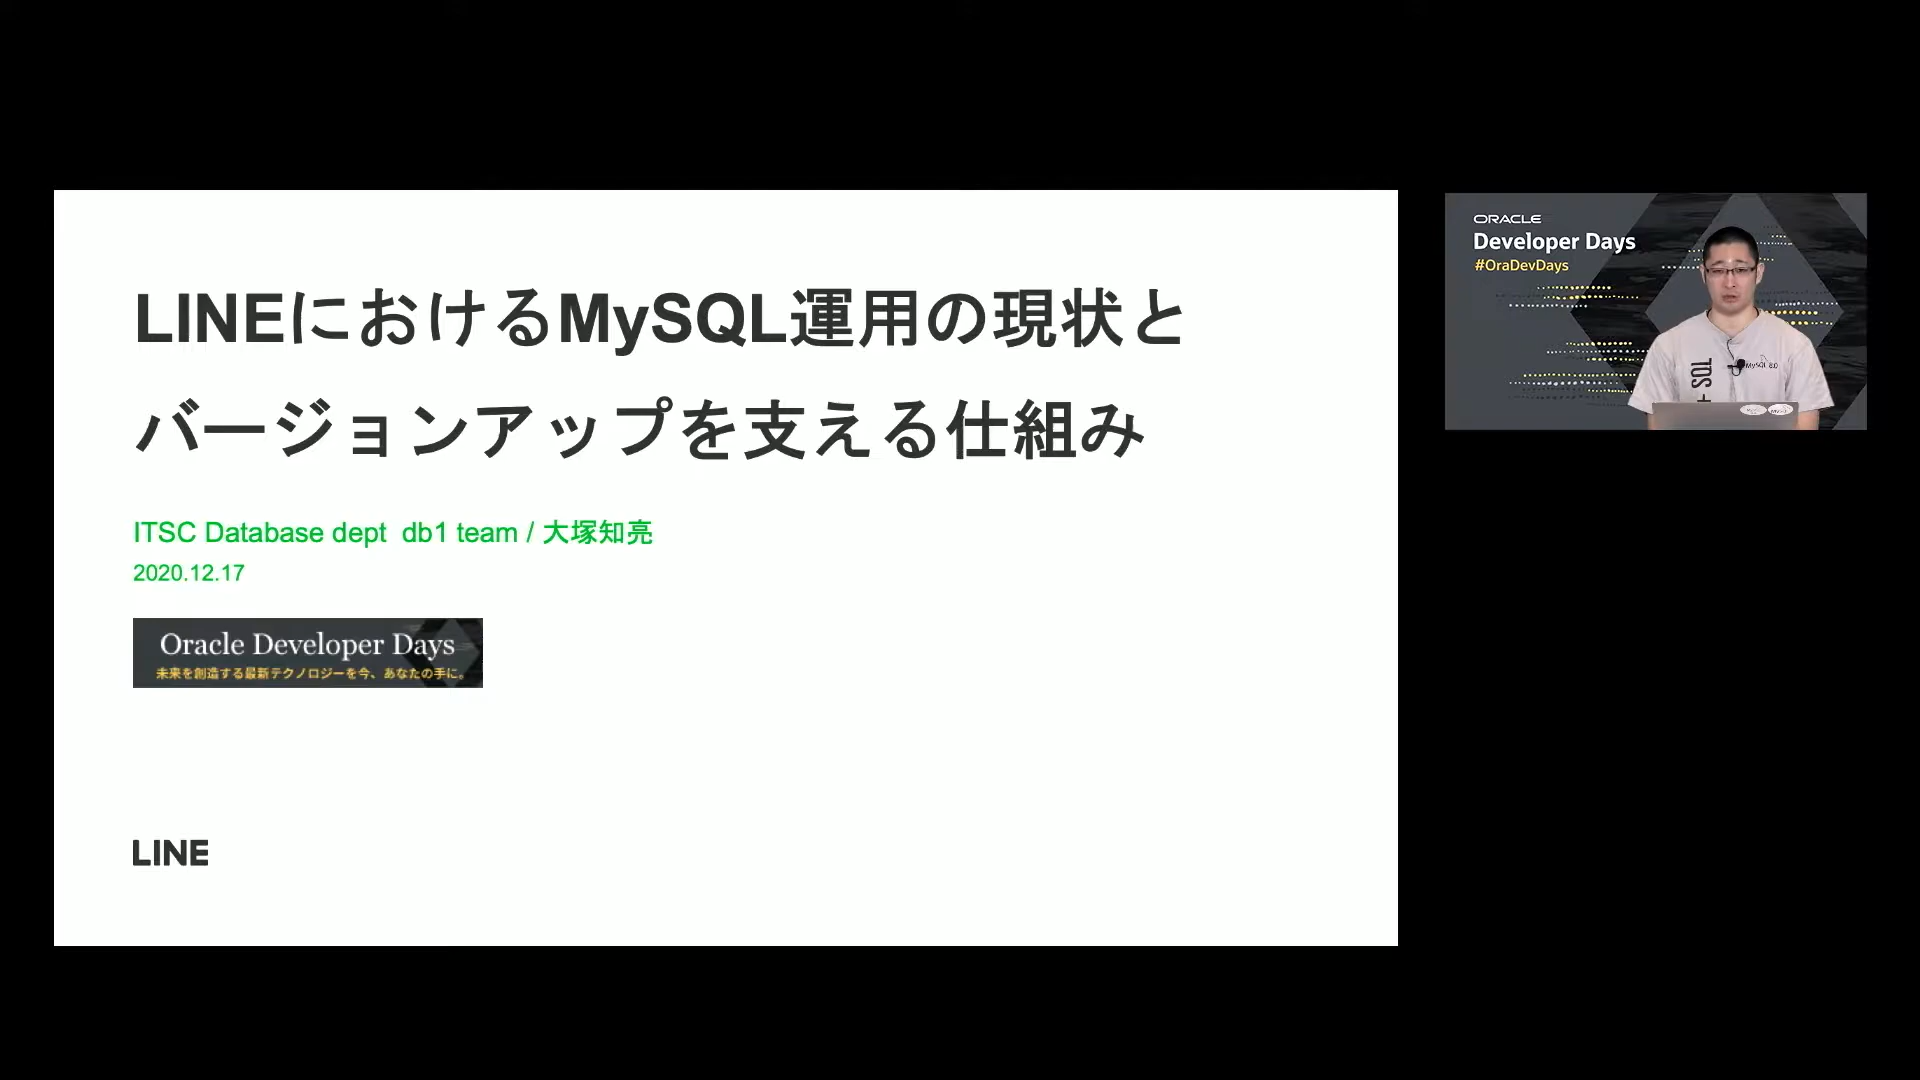 LINEにおけるMySQL運用の現状と
バージョンアップを支える仕組み
ITSC Database dept db1 team / 大塚知亮
2020.12.17
Oracle Developer Days
未来を創造する最新テクノロジーを今、あなたの手に。
LINE
ORACLE
Developer Days
#OraDevDays
SQL
MySQL 8.0